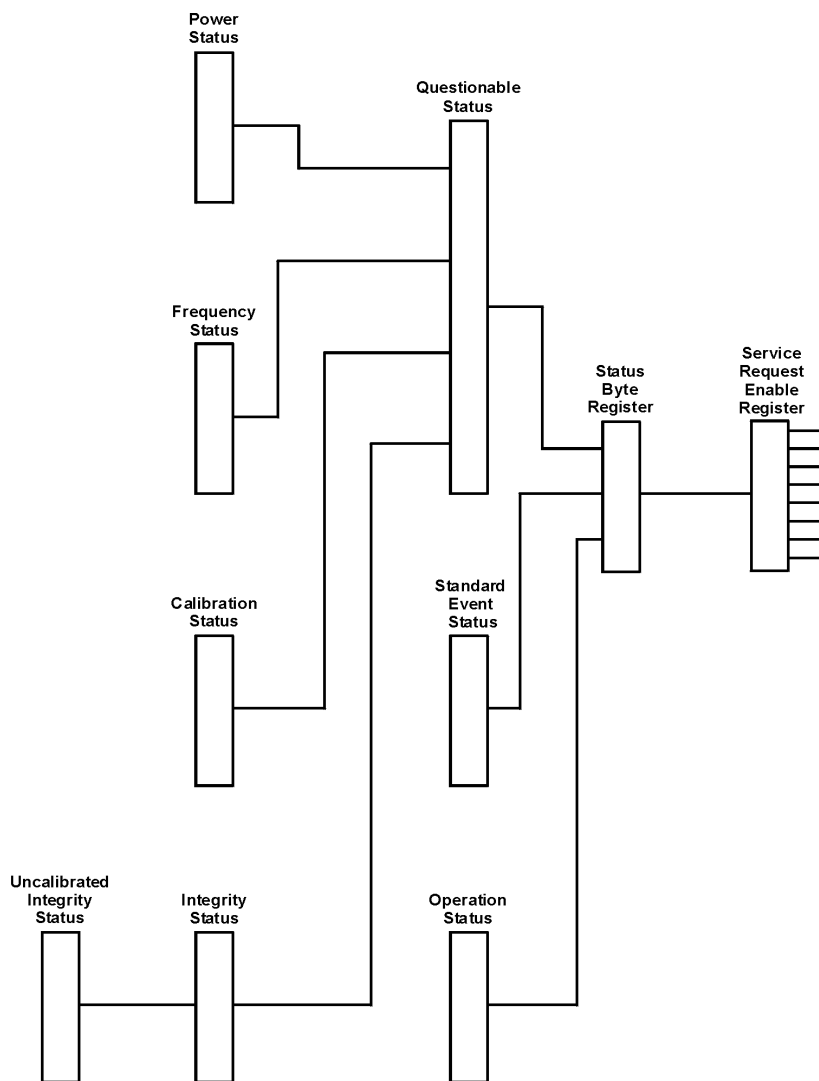 Power
Status
Questionable
Status
Frequency
Status
Status
Byte
Register
Service
Request
Enable
Register
Calibration
Status
Standard
Event
Status
Uncalibrated
Integrity
Status
Integrity
Status
Operation
Status